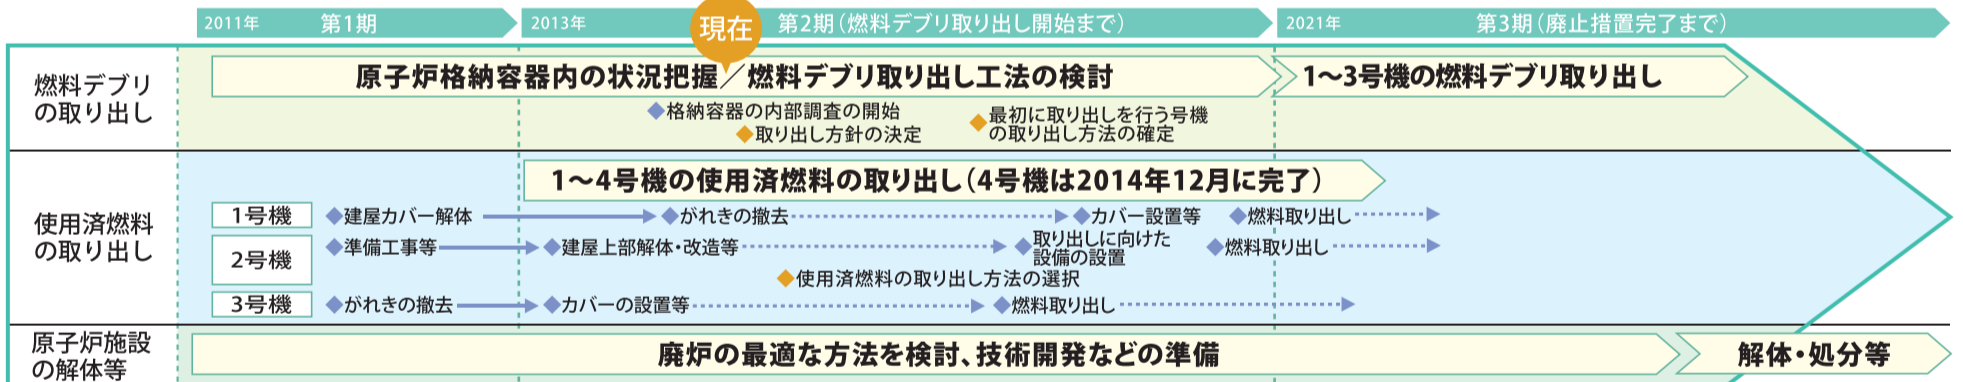 2011年 第1期
2013年 現在 第2期（燃料デブリ取り出し開始まで）
2021年 第3期（廃止措置完了まで）
燃料デブリ
の取り出し
原子炉格納容器内の状況把握／燃料デブリ取り出し工法の検討
1〜3号機の燃料デブリ取り出し
格納容器の内部調査の開始
取り出し方針の決定
最初に取り出しを行う号機
の取り出し方法の確定
使用済燃料
の取り出し
1〜4号機の使用済燃料の取り出し（4号機は2014年12月に完了）
1号機 建屋カバー解体 がれきの撤去 カバー設置等 燃料取り出し
2号機 準備工事等 建屋上部解体・改造等 取り出しに向けた
設備の設置 燃料取り出し
使用済燃料の取り出し方法の選択
3号機 がれきの撤去 カバーの設置等 燃料取り出し
原子炉施設
の解体等
廃炉の最適な方法を検討、技術開発などの準備
解体・処分等